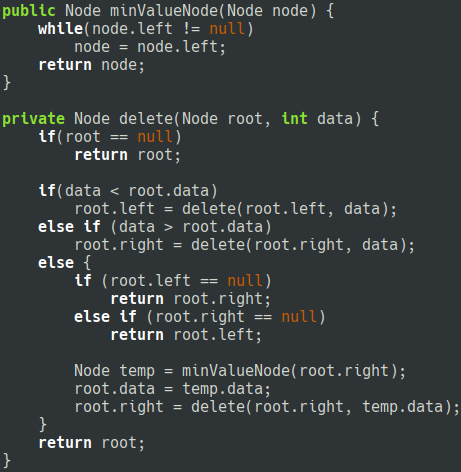 public Node minValueNode(Node node) {
    while(node.left != null)
        node = node.left;
    return node;
}

private Node delete(Node root, int data) {
    if(root == null)
        return root;

    if(data < root.data)
        root.left = delete(root.left, data);
    else if (data > root.data)
        root.right = delete(root.right, data);
    else {
        if (root.left == null)
            return root.right;
        else if (root.right == null)
            return root.left;

        Node temp = minValueNode(root.right);
        root.data = temp.data;
        root.right = delete(root.right, temp.data);
    }
    return root;
}